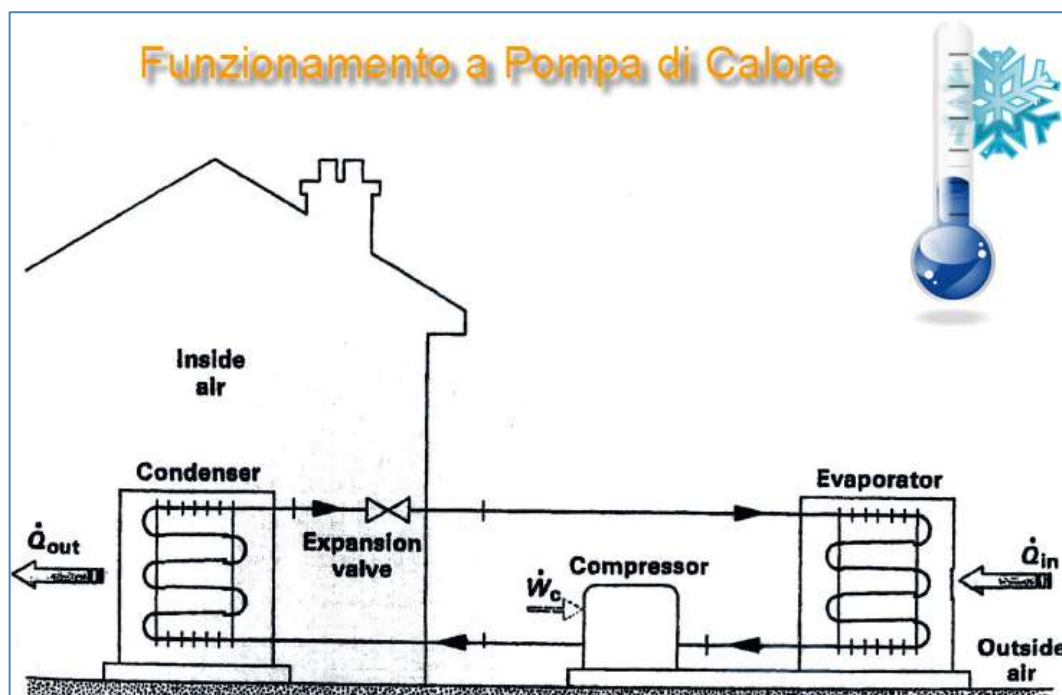 Funzionamento a Pompa di Calore
Inside
air
Condenser
Evaporator
Q̇out
Expansion
valve
Compressor
Ẇc
Q̇in
Outside
air